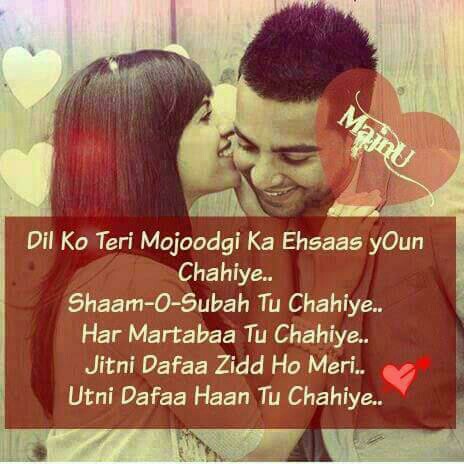 MainU
Dil Ko Teri Mojoodgi Ka Ehsaas yOun
Chahiye..
Shaam-O-Subah Tu Chahiye..
Har Martabaa Tu Chahiye..
Jitni Dafaa Zidd Ho Meri..
Utni Dafaa Haan Tu Chahiye..